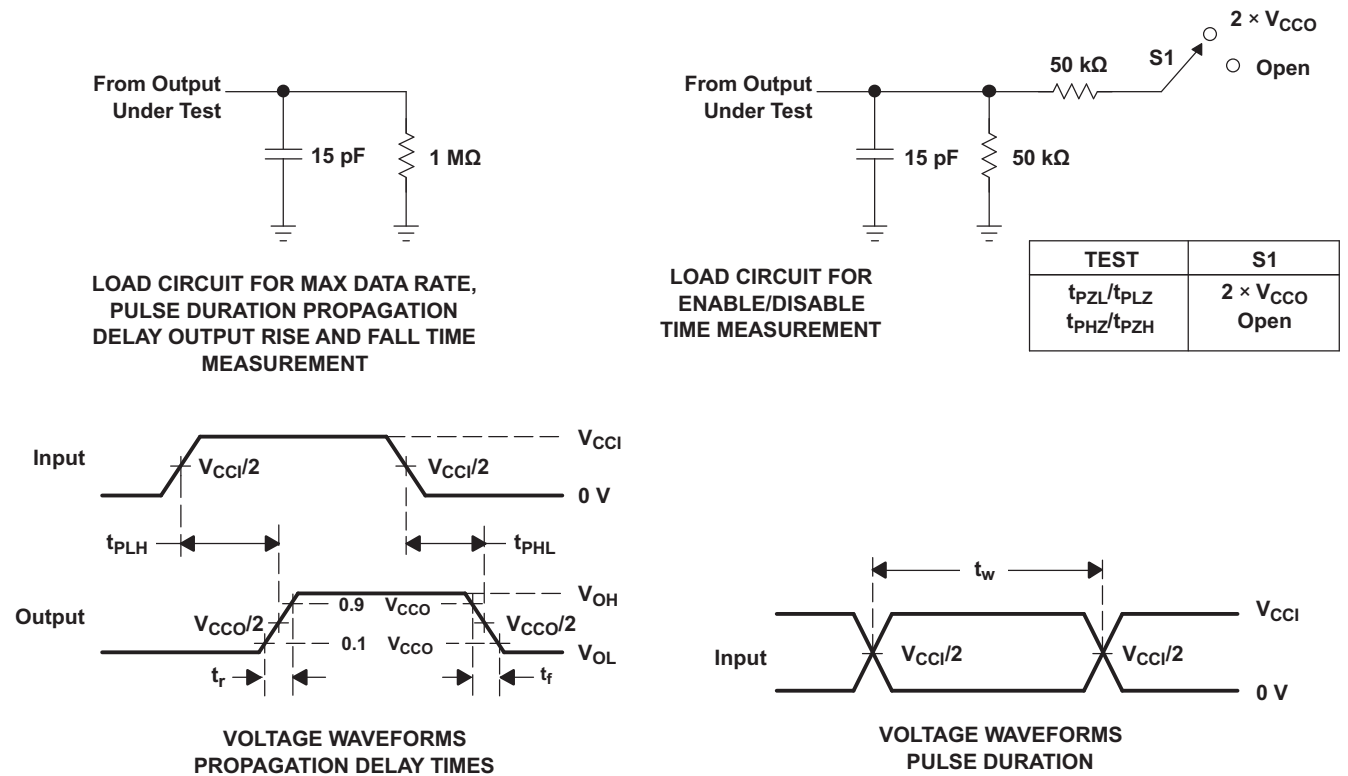 From Output
Under Test
15 pF
1 MΩ
LOAD CIRCUIT FOR MAX DATA RATE,
PULSE DURATION PROPAGATION
DELAY OUTPUT RISE AND FALL TIME
MEASUREMENT
From Output
Under Test
15 pF
50 kΩ
50 kΩ
S1
2 × VCCO
Open
LOAD CIRCUIT FOR
ENABLE/DISABLE
TIME MEASUREMENT
TEST S1
tPZL/tPLZ 2 × VCCO
tPHZ/tPZH Open
Input
VCCI/2
VCCI/2
VCCI
0 V
tPLH
tPHL
Output
VCCO/2
0.9 VCCO
0.1 VCCO
VCCO/2
VOH
VOL
tr
tf
VOLTAGE WAVEFORMS
PROPAGATION DELAY TIMES
tw
Input
VCCI/2
VCCI/2
VCCI
0 V
VOLTAGE WAVEFORMS
PULSE DURATION